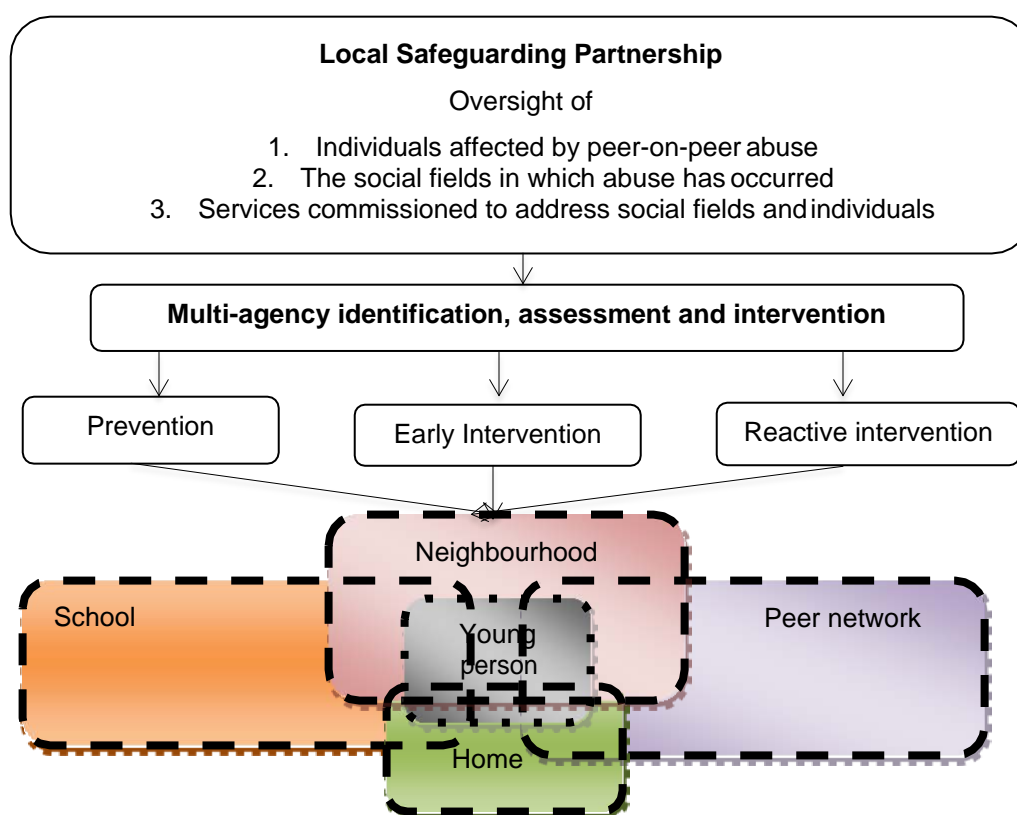 Local Safeguarding Partnership
Oversight of
1. Individuals affected by peer-on-peer abuse
2. The social fields in which abuse has occurred
3. Services commissioned to address social fields and individuals
Multi-agency identification, assessment and intervention
Prevention
Early Intervention
Reactive intervention
Neighbourhood
School
Young
person
Peer network
Home